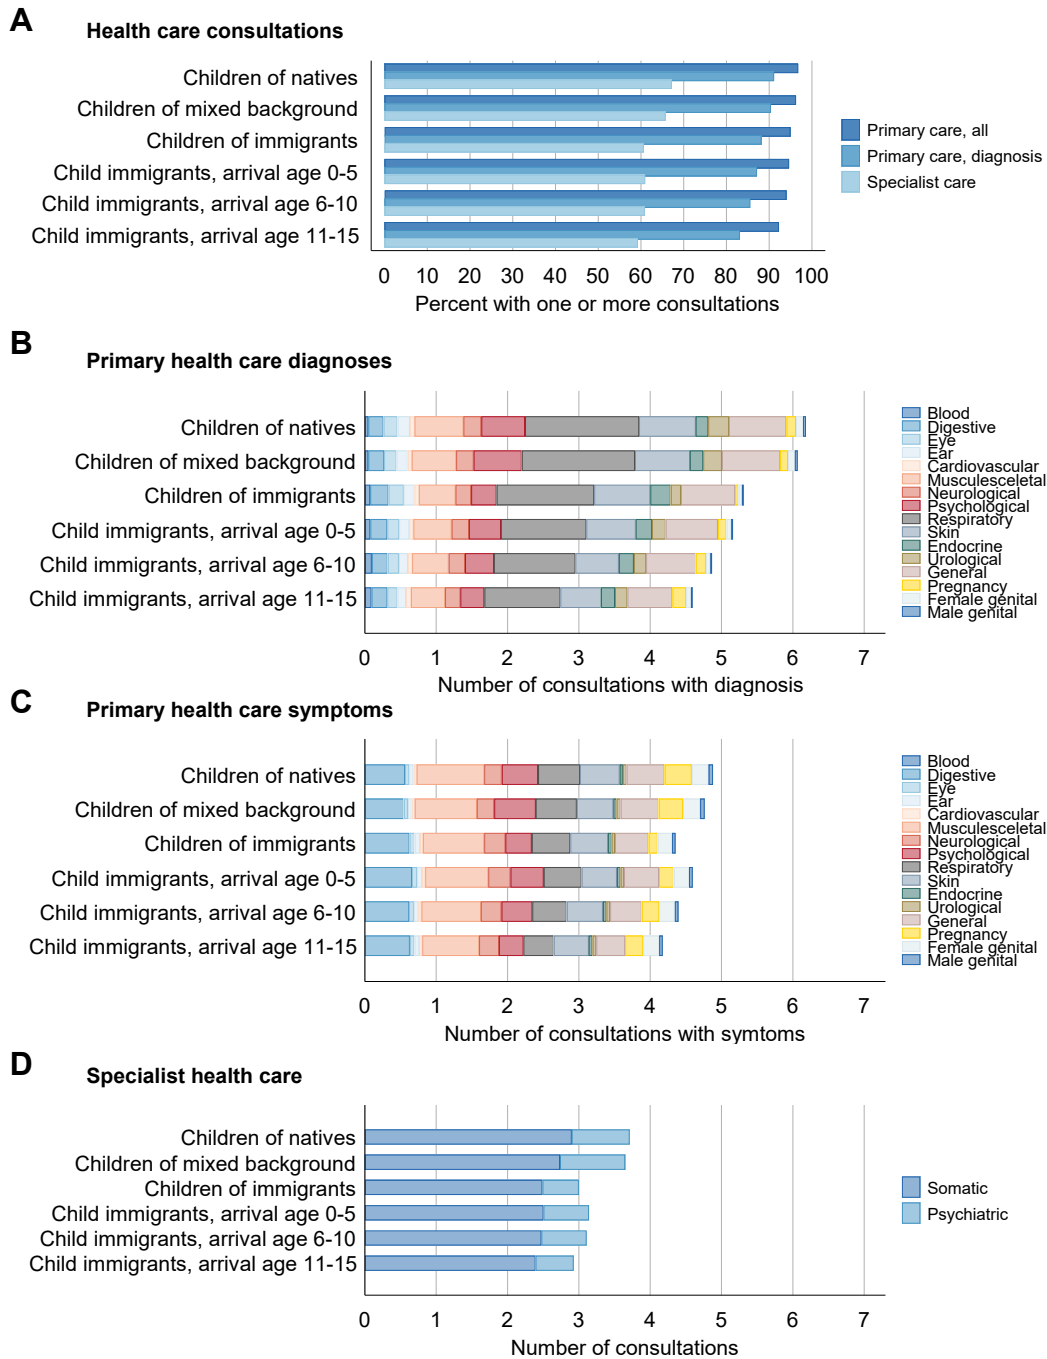 A
Health care consultations
Children of natives
Children of mixed background
Children of immigrants
Child immigrants, arrival age 0-5
Child immigrants, arrival age 6-10
Child immigrants, arrival age 11-15
0 10 20 30 40 50 60 70 80 90 100
Percent with one or more consultations
Primary care, all
Primary care, diagnosis
Specialist care
B
Primary health care diagnoses
Children of natives
Children of mixed background
Children of immigrants
Child immigrants, arrival age 0-5
Child immigrants, arrival age 6-10
Child immigrants, arrival age 11-15
0 1 2 3 4 5 6 7
Number of consultations with diagnosis
Blood
Digestive
Eye
Ear
Cardiovascular
Musculesceletal
Neurological
Psychological
Respiratory
Skin
Endocrine
Urological
General
Pregnancy
Female genital
Male genital
C
Primary health care symptoms
Children of natives
Children of mixed background
Children of immigrants
Child immigrants, arrival age 0-5
Child immigrants, arrival age 6-10
Child immigrants, arrival age 11-15
0 1 2 3 4 5 6 7
Number of consultations with symtoms
Blood
Digestive
Eye
Ear
Cardiovascular
Musculesceletal
Neurological
Psychological
Respiratory
Skin
Endocrine
Urological
General
Pregnancy
Female genital
Male genital
D
Specialist health care
Children of natives
Children of mixed background
Children of immigrants
Child immigrants, arrival age 0-5
Child immigrants, arrival age 6-10
Child immigrants, arrival age 11-15
0 1 2 3 4 5 6 7
Number of consultations
Somatic
Psychiatric